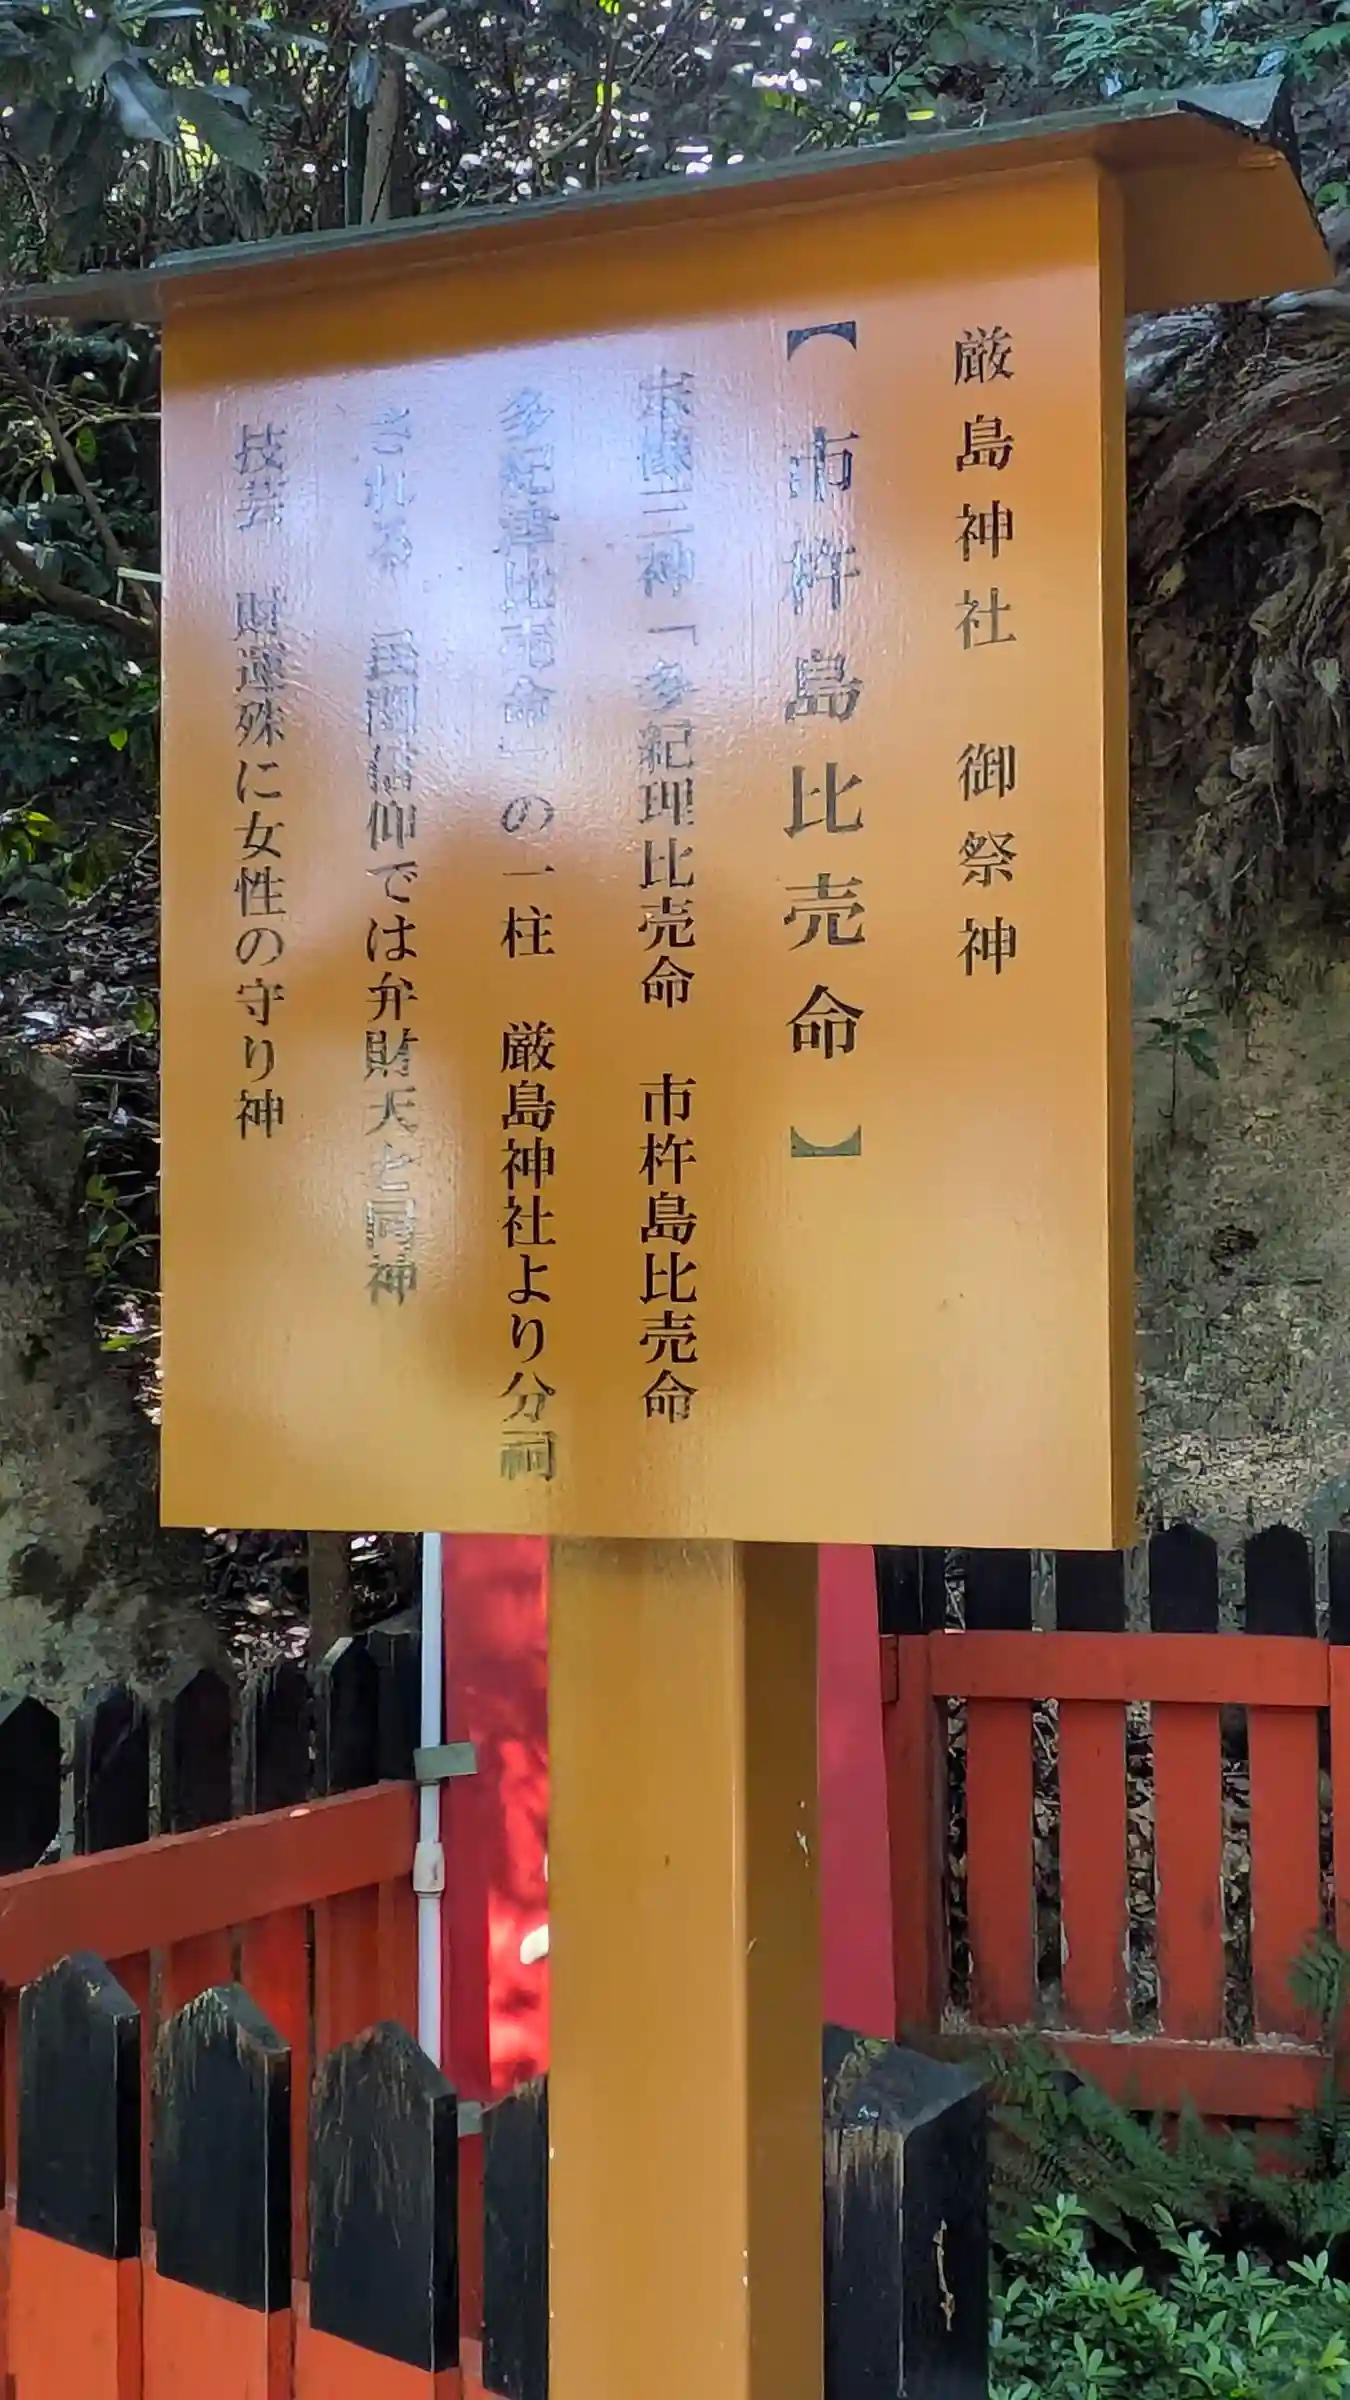 厳島神社 御祭神
【市杵島比売命】
宗像三神「多紀理比売命 市杵島比売命
多紀津比売命」の一柱 厳島神社より分祠
される 民間信仰では弁財天と同神
技芸 財運殊に女性の守り神